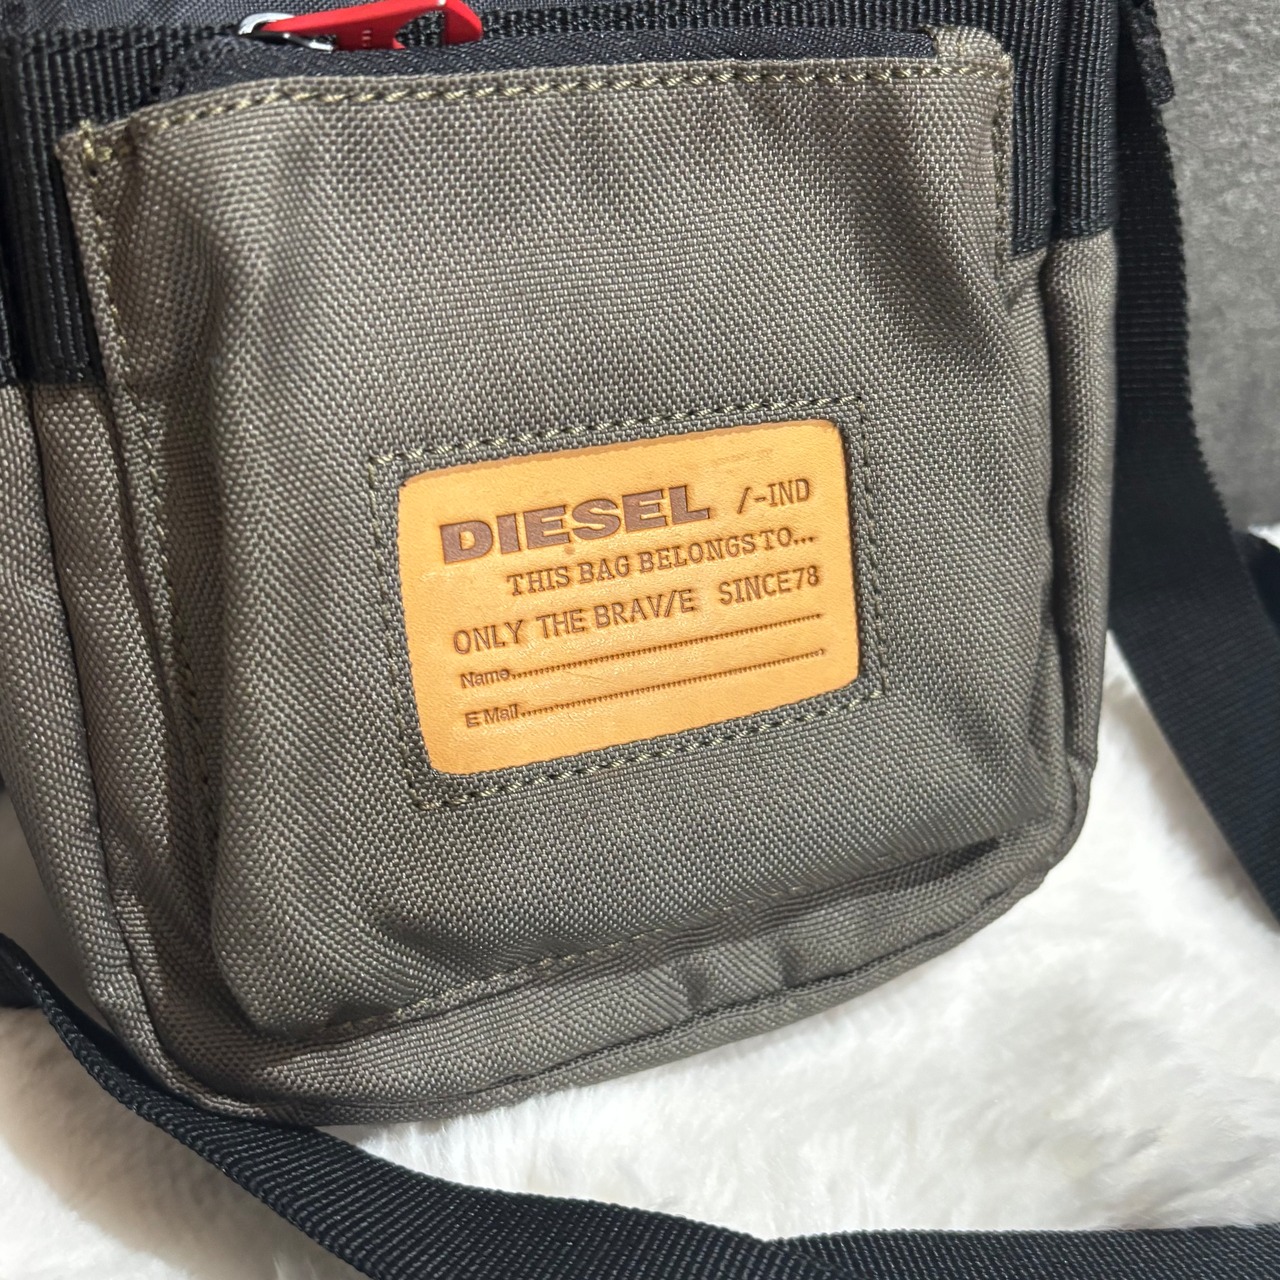 DIESEL /-IND
THIS BAG BELONGS TO...
ONLY THE BRAV/E SINCE78
Name
E Mail